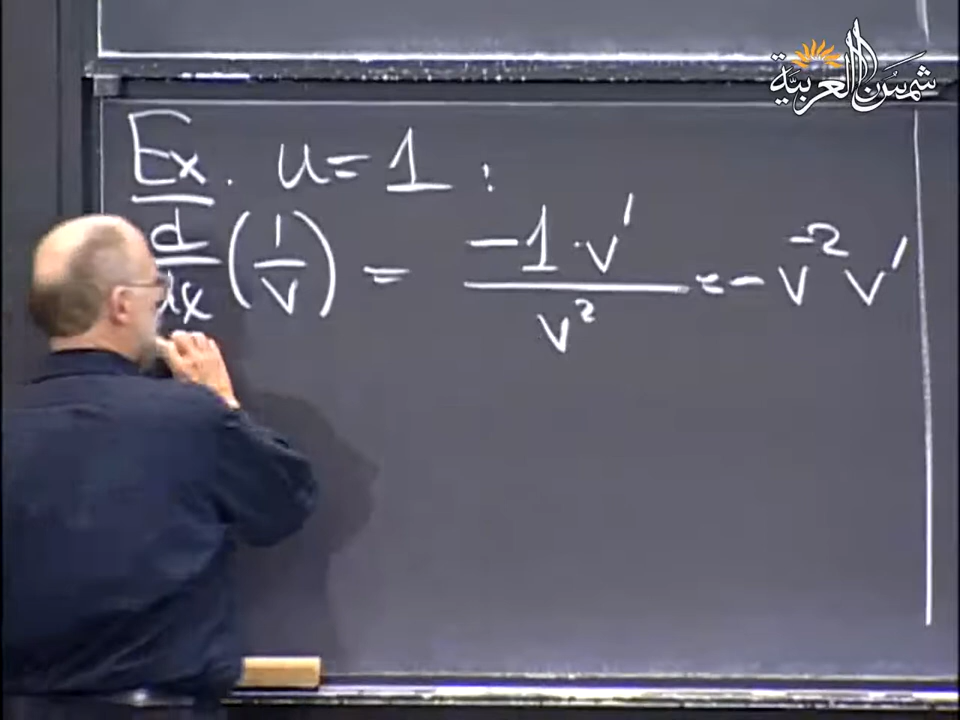 شمس العربية
Ex. u = 1 :
d/dx (1/v) = -1·v'/v² = - v⁻² v'